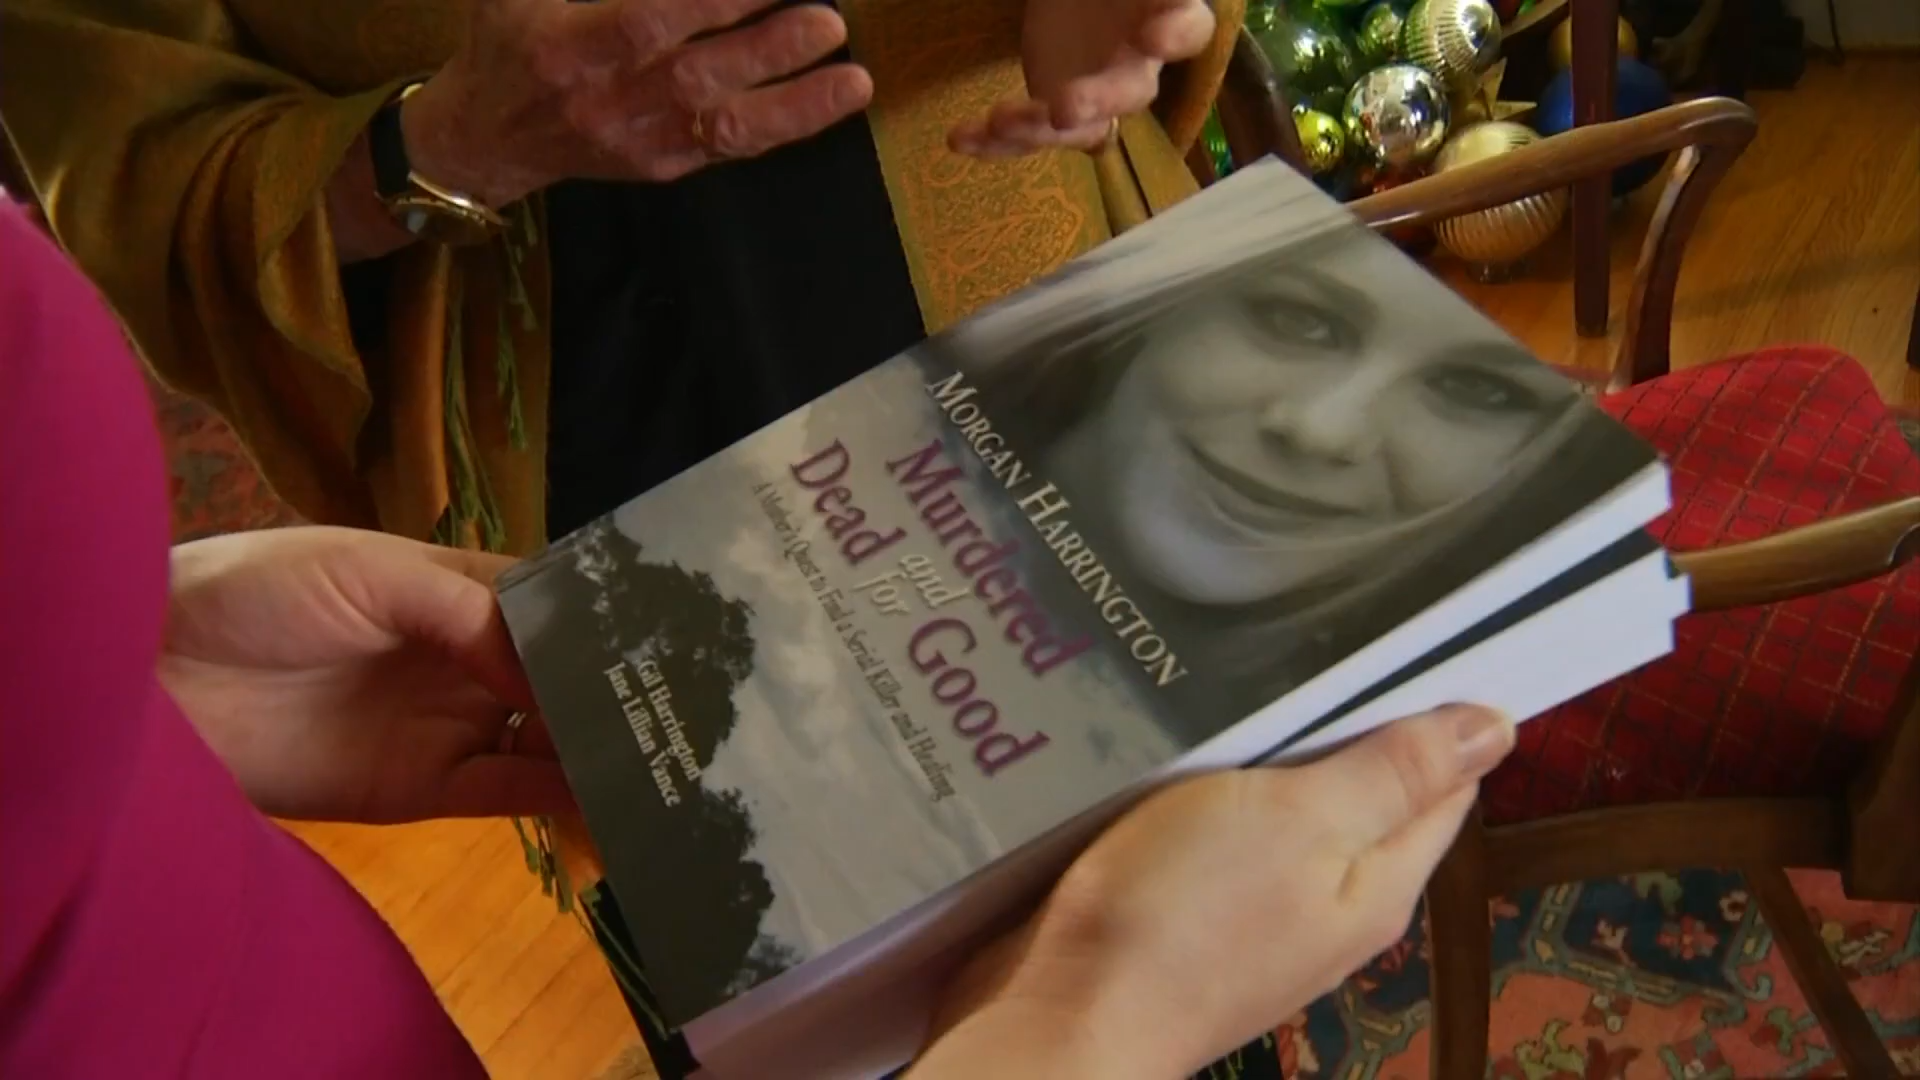 MORGAN HARRINGTON
Murdered
and
Dead for Good
A Mother's Quest to Find a Serial Killer and Healing
Gil Harrington
Jane Lillian Vance